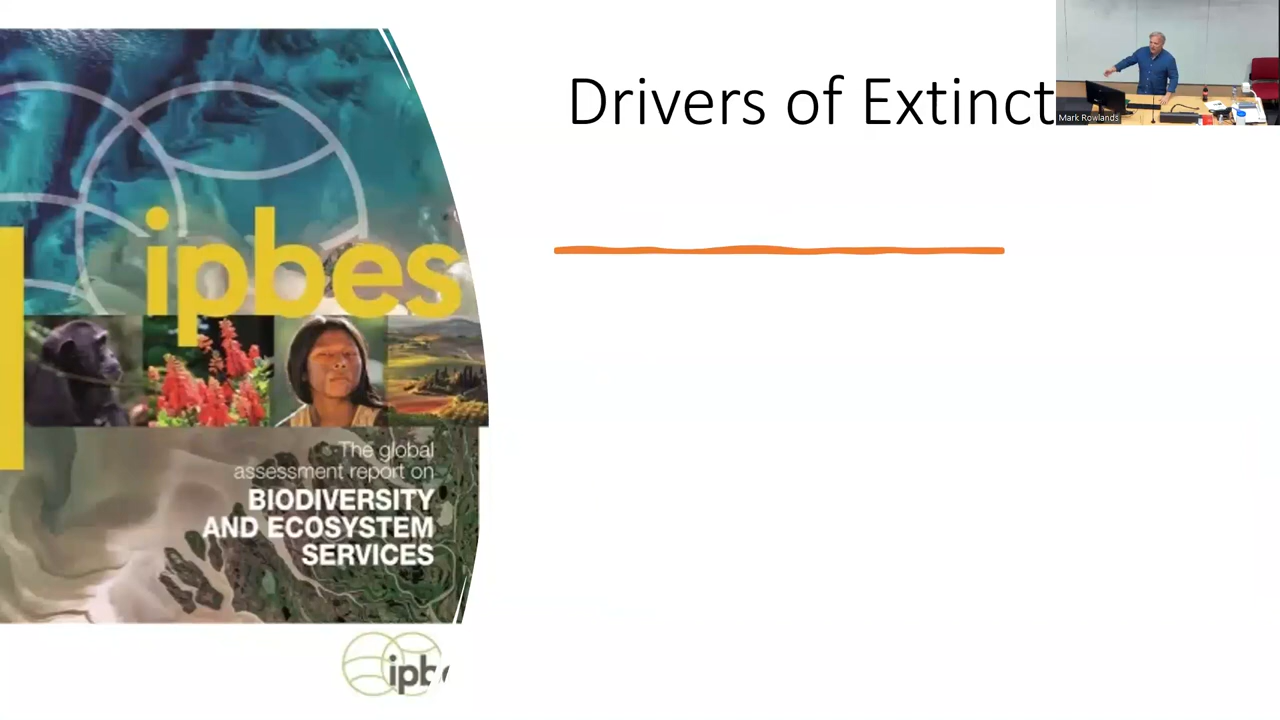 Drivers of Extinct
Mark Rowlands
ipbes
The global
assessment report on
BIODIVERSITY
AND ECOSYSTEM
SERVICES
ipb